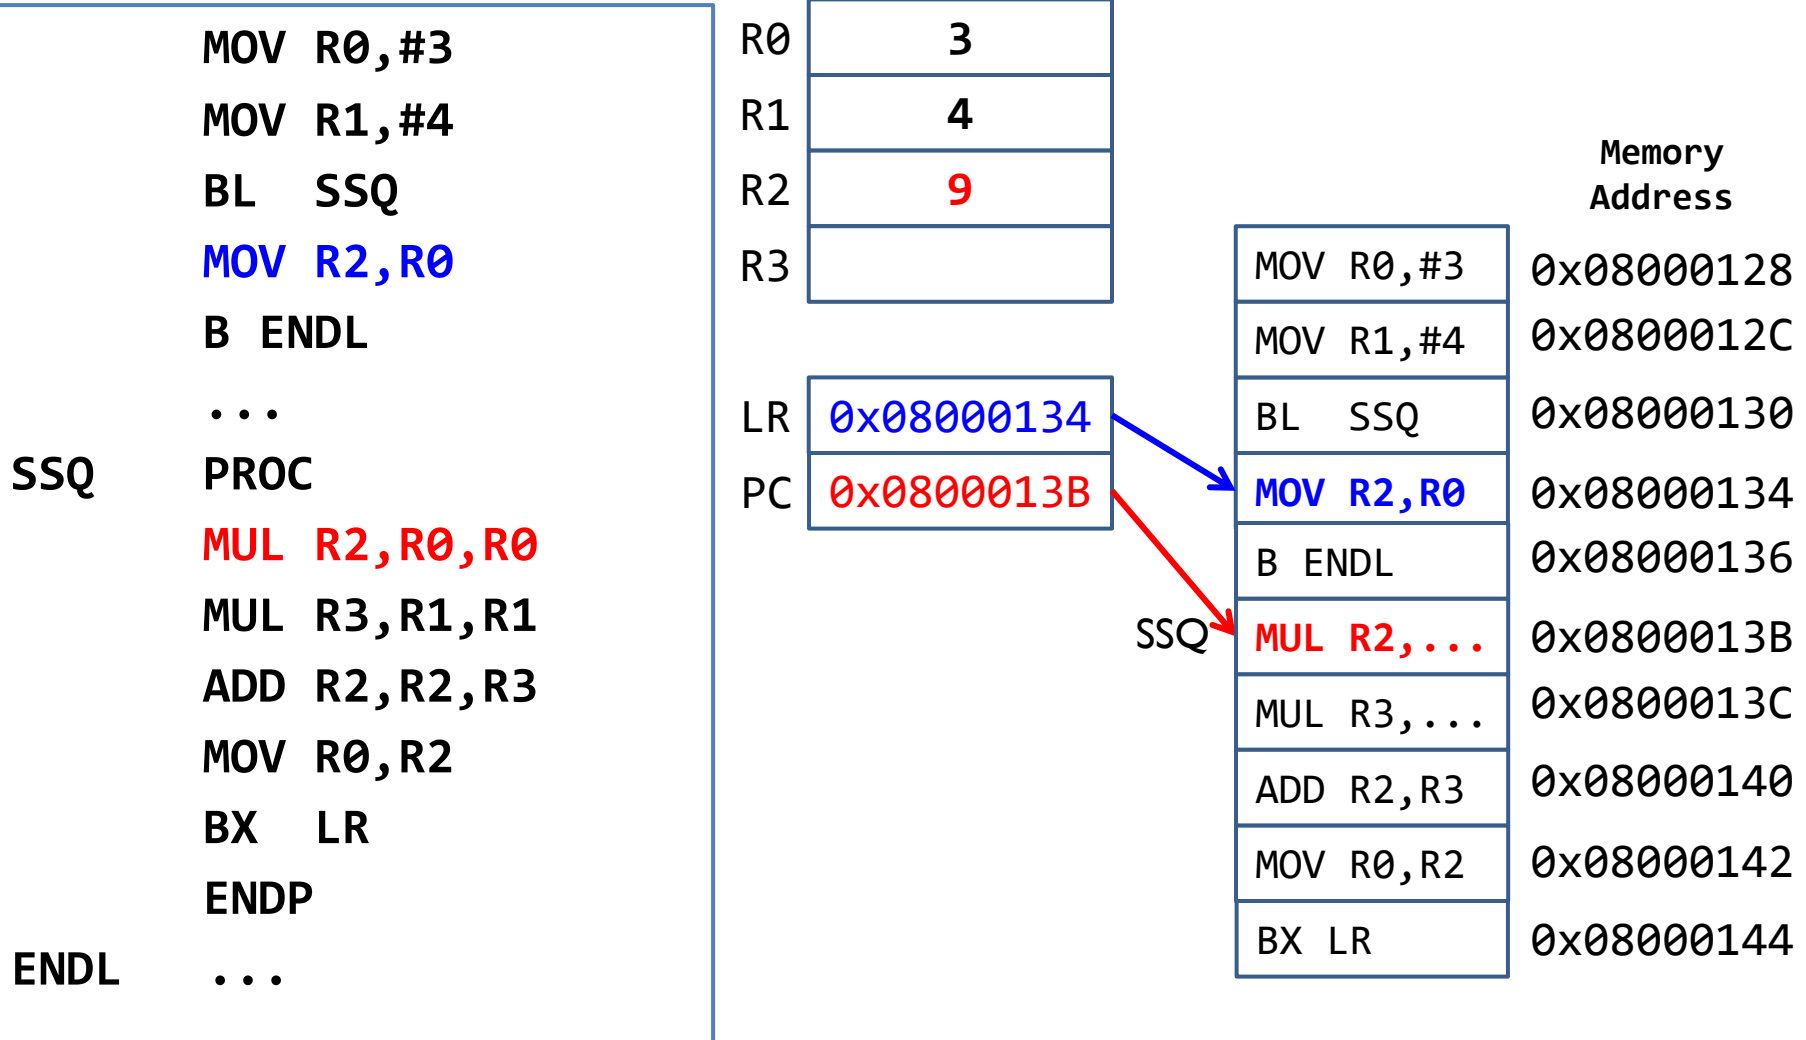 MOV R0,#3
MOV R1,#4
BL SSQ
MOV R2,R0
B ENDL
...
SSQ PROC
MUL R2,R0,R0
MUL R3,R1,R1
ADD R2,R2,R3
MOV R0,R2
BX LR
ENDP
ENDL ...
R0 3
R1 4
R2 9
R3
LR 0x08000134
PC 0x0800013B
Memory
Address
MOV R0,#3 0x08000128
MOV R1,#4 0x0800012C
BL SSQ 0x08000130
MOV R2,R0 0x08000134
B ENDL 0x08000136
SSQ MUL R2,... 0x0800013B
MUL R3,... 0x0800013C
ADD R2,R3 0x08000140
MOV R0,R2 0x08000142
BX LR 0x08000144